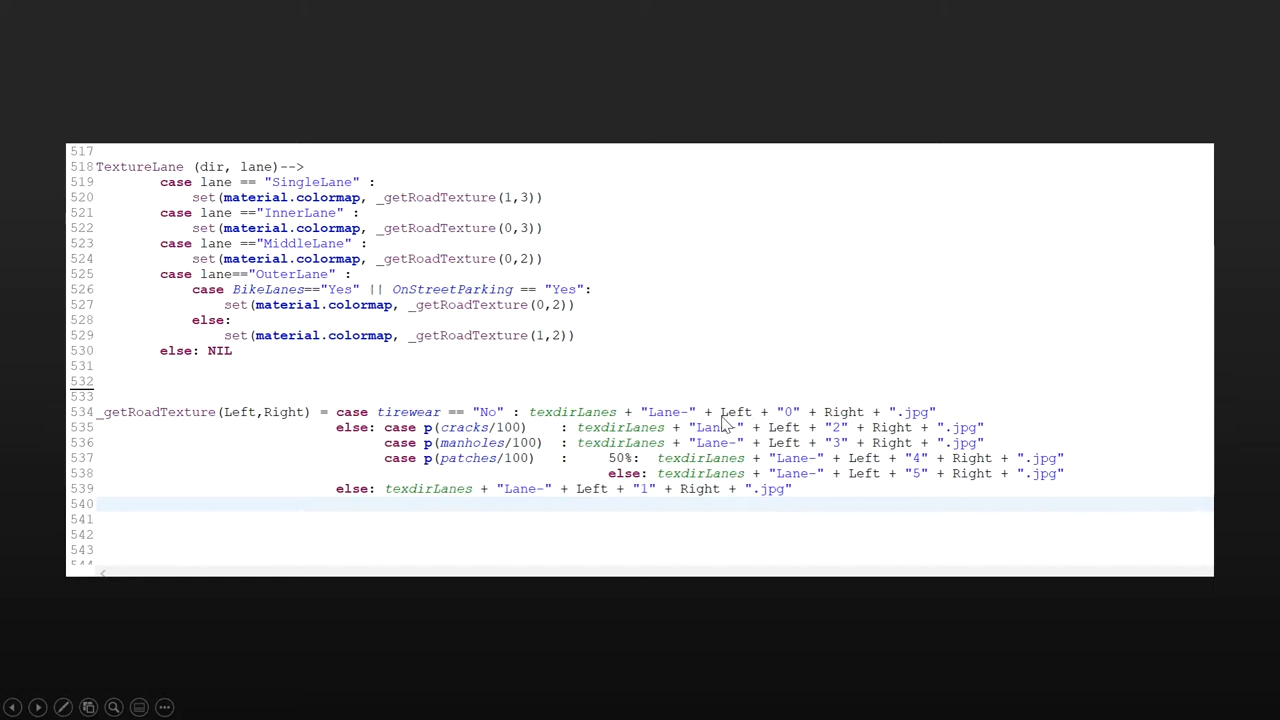 517
518 TextureLane (dir, lane)-->
519 case lane == "SingleLane" :
520 set(material.colormap, _getRoadTexture(1,3))
521 case lane =="InnerLane" :
522 set(material.colormap, _getRoadTexture(0,3))
523 case lane =="MiddleLane" :
524 set(material.colormap, _getRoadTexture(0,2))
525 case lane=="OuterLane" :
526 case BikeLanes=="Yes" || OnStreetParking == "Yes":
527 set(material.colormap, _getRoadTexture(0,2))
528 else:
529 set(material.colormap, _getRoadTexture(1,2))
530 else: NIL
531
532
533
534 _getRoadTexture(Left,Right) = case tirewear == "No" : texdirLanes + "Lane-" + Left + "0" + Right + ".jpg"
535 else: case p(cracks/100) : texdirLanes + "Lane-" + Left + "2" + Right + ".jpg"
536 case p(manholes/100) : texdirLanes + "Lane-" + Left + "3" + Right + ".jpg"
537 case p(patches/100) : 50%: texdirLanes + "Lane-" + Left + "4" + Right + ".jpg"
538 else: texdirLanes + "Lane-" + Left + "5" + Right + ".jpg"
539 else: texdirLanes + "Lane-" + Left + "1" + Right + ".jpg"
540
541
542
543